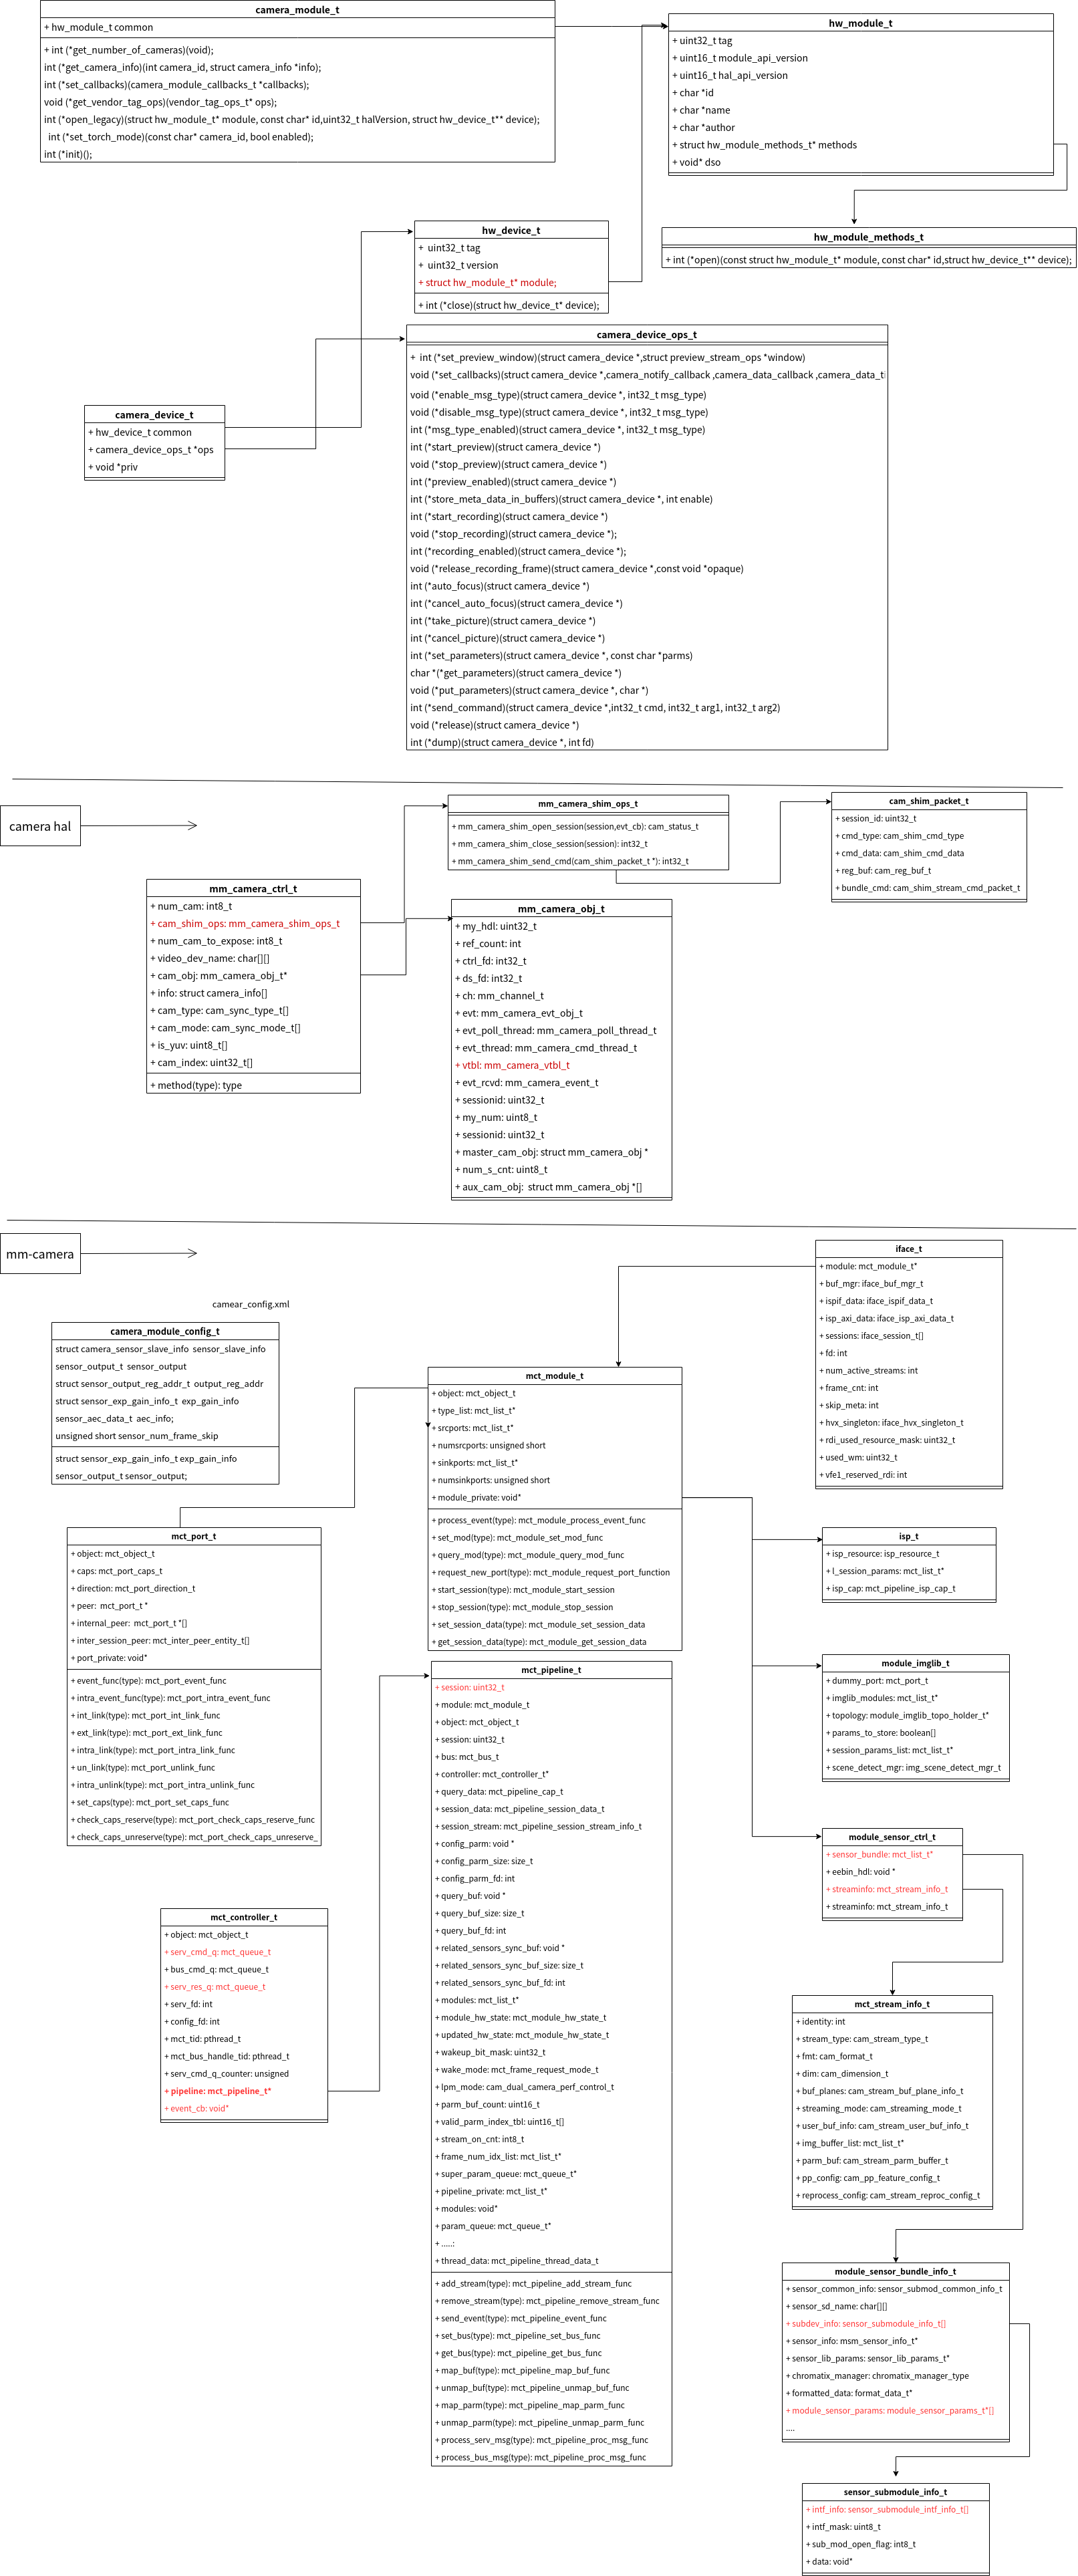 camera_module_t
+ hw_module_t common
+ int (*get_number_of_cameras)(void);
int (*get_camera_info)(int camera_id, struct camera_info *info);
int (*set_callbacks)(camera_module_callbacks_t *callbacks);
void (*get_vendor_tag_ops)(vendor_tag_ops_t* ops);
int (*open_legacy)(struct hw_module_t* module, const char* id,uint32_t halVersion, struct hw_device_t** device);
int (*set_torch_mode)(const char* camera_id, bool enabled);
int (*init)();
hw_module_t
+ uint32_t tag
+ uint16_t module_api_version
+ uint16_t hal_api_version
+ char *id
+ char *name
+ char *author
+ struct hw_module_methods_t* methods
+ void* dso
hw_device_t
+ uint32_t tag
+ uint32_t version
+ struct hw_module_t* module;
+ int (*close)(struct hw_device_t* device);
hw_module_methods_t
+ int (*open)(const struct hw_module_t* module, const char* id,struct hw_device_t** device);
camera_device_ops_t
+ int (*set_preview_window)(struct camera_device *,struct preview_stream_ops *window)
void (*set_callbacks)(struct camera_device *,camera_notify_callback ,camera_data_callback ,camera_data_ti
void (*enable_msg_type)(struct camera_device *, int32_t msg_type)
void (*disable_msg_type)(struct camera_device *, int32_t msg_type)
int (*msg_type_enabled)(struct camera_device *, int32_t msg_type)
int (*start_preview)(struct camera_device *)
void (*stop_preview)(struct camera_device *)
int (*preview_enabled)(struct camera_device *)
int (*store_meta_data_in_buffers)(struct camera_device *, int enable)
int (*start_recording)(struct camera_device *)
void (*stop_recording)(struct camera_device *);
int (*recording_enabled)(struct camera_device *);
void (*release_recording_frame)(struct camera_device *,const void *opaque)
int (*auto_focus)(struct camera_device *)
int (*cancel_auto_focus)(struct camera_device *)
int (*take_picture)(struct camera_device *)
int (*cancel_picture)(struct camera_device *)
int (*set_parameters)(struct camera_device *, const char *parms)
char *(*get_parameters)(struct camera_device *)
void (*put_parameters)(struct camera_device *, char *)
int (*send_command)(struct camera_device *,int32_t cmd, int32_t arg1, int32_t arg2)
void (*release)(struct camera_device *)
int (*dump)(struct camera_device *, int fd)
camera_device_t
+ hw_device_t common
+ camera_device_ops_t *ops
+ void *priv
camera hal
mm_camera_shim_ops_t
+ mm_camera_shim_open_session(session,evt_cb): cam_status_t
+ mm_camera_shim_close_session(session): int32_t
+ mm_camera_shim_send_cmd(cam_shim_packet_t *): int32_t
cam_shim_packet_t
+ session_id: uint32_t
+ cmd_type: cam_shim_cmd_type
+ cmd_data: cam_shim_cmd_data
+ reg_buf: cam_reg_buf_t
+ bundle_cmd: cam_shim_stream_cmd_packet_t
mm_camera_ctrl_t
+ num_cam: int8_t
+ cam_shim_ops: mm_camera_shim_ops_t
+ num_cam_to_expose: int8_t
+ video_dev_name: char[][]
+ cam_obj: mm_camera_obj_t*
+ info: struct camera_info[]
+ cam_type: cam_sync_type_t[]
+ cam_mode: cam_sync_mode_t[]
+ is_yuv: uint8_t[]
+ cam_index: uint32_t[]
+ method(type): type
mm_camera_obj_t
+ my_hdl: uint32_t
+ ref_count: int
+ ctrl_fd: int32_t
+ ds_fd: int32_t
+ ch: mm_channel_t
+ evt: mm_camera_evt_obj_t
+ evt_poll_thread: mm_camera_poll_thread_t
+ evt_thread: mm_camera_cmd_thread_t
+ vtbl: mm_camera_vtbl_t
+ evt_rcvd: mm_camera_event_t
+ sessionid: uint32_t
+ my_num: uint8_t
+ sessionid: uint32_t
+ master_cam_obj: struct mm_camera_obj *
+ num_s_cnt: uint8_t
+ aux_cam_obj: struct mm_camera_obj *[]
mm-camera
camear_config.xml
camera_module_config_t
struct camera_sensor_slave_info sensor_slave_info
sensor_output_t sensor_output
struct sensor_output_reg_addr_t output_reg_addr
struct sensor_exp_gain_info_t exp_gain_info
sensor_aec_data_t aec_info;
unsigned short sensor_num_frame_skip
struct sensor_exp_gain_info_t exp_gain_info
sensor_output_t sensor_output;
iface_t
+ module: mct_module_t*
+ buf_mgr: iface_buf_mgr_t
+ ispif_data: iface_ispif_data_t
+ isp_axi_data: iface_isp_axi_data_t
+ sessions: iface_session_t[]
+ fd: int
+ num_active_streams: int
+ frame_cnt: int
+ skip_meta: int
+ hvx_singleton: iface_hvx_singleton_t
+ rdi_used_resource_mask: uint32_t
+ used_wm: uint32_t
+ vfe1_reserved_rdi: int
mct_module_t
+ object: mct_object_t
+ type_list: mct_list_t*
+ srcports: mct_list_t*
+ numsrcports: unsigned short
+ sinkports: mct_list_t*
+ numsinkports: unsigned short
+ module_private: void*
+ process_event(type): mct_module_process_event_func
+ set_mod(type): mct_module_set_mod_func
+ query_mod(type): mct_module_query_mod_func
+ request_new_port(type): mct_module_request_port_function
+ start_session(type): mct_module_start_session
+ stop_session(type): mct_module_stop_session
+ set_session_data(type): mct_module_set_session_data
+ get_session_data(type): mct_module_get_session_data
mct_port_t
+ object: mct_object_t
+ caps: mct_port_caps_t
+ direction: mct_port_direction_t
+ peer: mct_port_t *
+ internal_peer: mct_port_t *[]
+ inter_session_peer: mct_inter_peer_entity_t[]
+ port_private: void*
+ event_func(type): mct_port_event_func
+ intra_event_func(type): mct_port_intra_event_func
+ int_link(type): mct_port_int_link_func
+ ext_link(type): mct_port_ext_link_func
+ intra_link(type): mct_port_intra_link_func
+ un_link(type): mct_port_unlink_func
+ intra_unlink(type): mct_port_intra_unlink_func
+ set_caps(type): mct_port_set_caps_func
+ check_caps_reserve(type): mct_port_check_caps_reserve_func
+ check_caps_unreserve(type): mct_port_check_caps_unreserve_
isp_t
+ isp_resource: isp_resource_t
+ l_session_params: mct_list_t*
+ isp_cap: mct_pipeline_isp_cap_t
module_imglib_t
+ dummy_port: mct_port_t
+ imglib_modules: mct_list_t*
+ topology: module_imglib_topo_holder_t*
+ params_to_store: boolean[]
+ session_params_list: mct_list_t*
+ scene_detect_mgr: img_scene_detect_mgr_t
mct_pipeline_t
+ session: uint32_t
+ module: mct_module_t
+ object: mct_object_t
+ session: uint32_t
+ bus: mct_bus_t
+ controller: mct_controller_t*
+ query_data: mct_pipeline_cap_t
+ session_data: mct_pipeline_session_data_t
+ session_stream: mct_pipeline_session_stream_info_t
+ config_parm: void *
+ config_parm_size: size_t
+ config_parm_fd: int
+ query_buf: void *
+ query_buf_size: size_t
+ query_buf_fd: int
+ related_sensors_sync_buf: void *
+ related_sensors_sync_buf_size: size_t
+ related_sensors_sync_buf_fd: int
+ modules: mct_list_t*
+ module_hw_state: mct_module_hw_state_t
+ updated_hw_state: mct_module_hw_state_t
+ wakeup_bit_mask: uint32_t
+ wake_mode: mct_frame_request_mode_t
+ lpm_mode: cam_dual_camera_perf_control_t
+ parm_buf_count: uint16_t
+ valid_parm_index_tbl: uint16_t[]
+ stream_on_cnt: int8_t
+ frame_num_idx_list: mct_list_t*
+ super_param_queue: mct_queue_t*
+ pipeline_private: mct_list_t*
+ modules: void*
+ param_queue: mct_queue_t*
+ .....:
+ thread_data: mct_pipeline_thread_data_t
+ add_stream(type): mct_pipeline_add_stream_func
+ remove_stream(type): mct_pipeline_remove_stream_func
+ send_event(type): mct_pipeline_event_func
+ set_bus(type): mct_pipeline_set_bus_func
+ get_bus(type): mct_pipeline_get_bus_func
+ map_buf(type): mct_pipeline_map_buf_func
+ unmap_buf(type): mct_pipeline_unmap_buf_func
+ map_parm(type): mct_pipeline_map_parm_func
+ unmap_parm(type): mct_pipeline_unmap_parm_func
+ process_serv_msg(type): mct_pipeline_proc_msg_func
+ process_bus_msg(type): mct_pipeline_proc_msg_func
module_sensor_ctrl_t
+ sensor_bundle: mct_list_t*
+ eebin_hdl: void *
+ streaminfo: mct_stream_info_t
+ streaminfo: mct_stream_info_t
mct_controller_t
+ object: mct_object_t
+ serv_cmd_q: mct_queue_t
+ bus_cmd_q: mct_queue_t
+ serv_res_q: mct_queue_t
+ serv_fd: int
+ config_fd: int
+ mct_tid: pthread_t
+ mct_bus_handle_tid: pthread_t
+ serv_cmd_q_counter: unsigned
+ pipeline: mct_pipeline_t*
+ event_cb: void*
mct_stream_info_t
+ identity: int
+ stream_type: cam_stream_type_t
+ fmt: cam_format_t
+ dim: cam_dimension_t
+ buf_planes: cam_stream_buf_plane_info_t
+ streaming_mode: cam_streaming_mode_t
+ user_buf_info: cam_stream_user_buf_info_t
+ img_buffer_list: mct_list_t*
+ parm_buf: cam_stream_parm_buffer_t
+ pp_config: cam_pp_feature_config_t
+ reprocess_config: cam_stream_reproc_config_t
module_sensor_bundle_info_t
+ sensor_common_info: sensor_submod_common_info_t
+ sensor_sd_name: char[][]
+ subdev_info: sensor_submodule_info_t[]
+ sensor_info: msm_sensor_info_t*
+ sensor_lib_params: sensor_lib_params_t*
+ chromatix_manager: chromatix_manager_type
+ formatted_data: format_data_t*
+ module_sensor_params: module_sensor_params_t*[]
....
sensor_submodule_info_t
+ intf_Info: sensor_submodule_intf_Info_t[]
+ intf_mask: uint8_t
+ sub_mod_open_flag: int8_t
+ data: void*